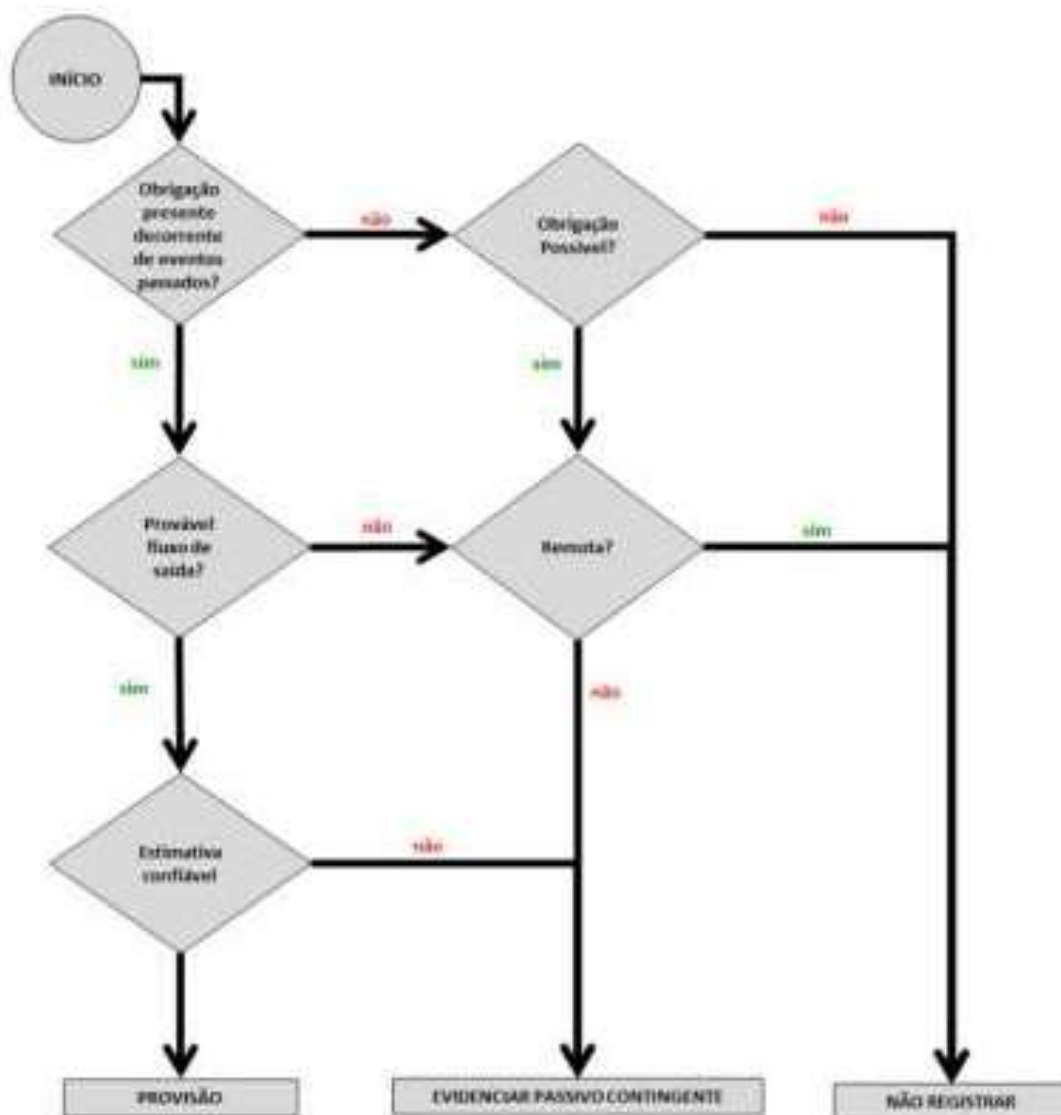 INÍCIO
Obrigação
presente
decorrente
de eventos
passados?
não
Obrigação
Possível?
não
sim
sim
Provável
fluxo de
saída?
não
Remota?
sim
sim
não
Estimativa
confiável
não
PROVISÃO
EVIDENCIAR PASSIVO CONTINGENTE
NÃO REGISTRAR